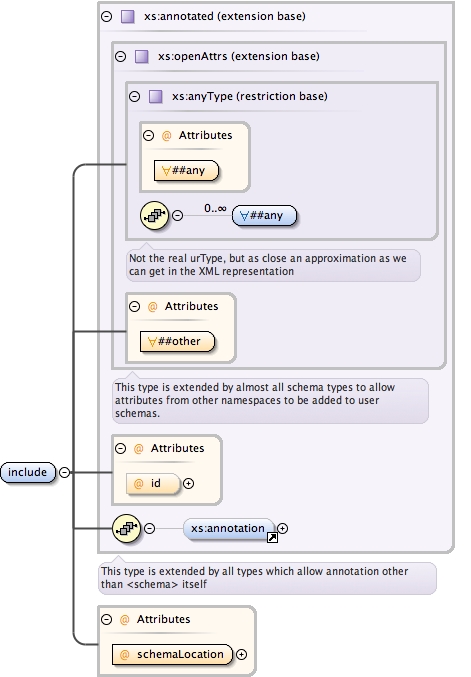 xs:annotated (extension base)
xs:openAttrs (extension base)
xs:anyType (restriction base)
@ Attributes
∀##any
0..∞
∀##any
Not the real urType, but as close an approximation as we
can get in the XML representation
@ Attributes
∀##other
This type is extended by almost all schema types to allow
attributes from other namespaces to be added to user
schemas.
@ Attributes
include
@ id
xs:annotation
This type is extended by all types which allow annotation other
than <schema> itself
@ Attributes
@ schemaLocation